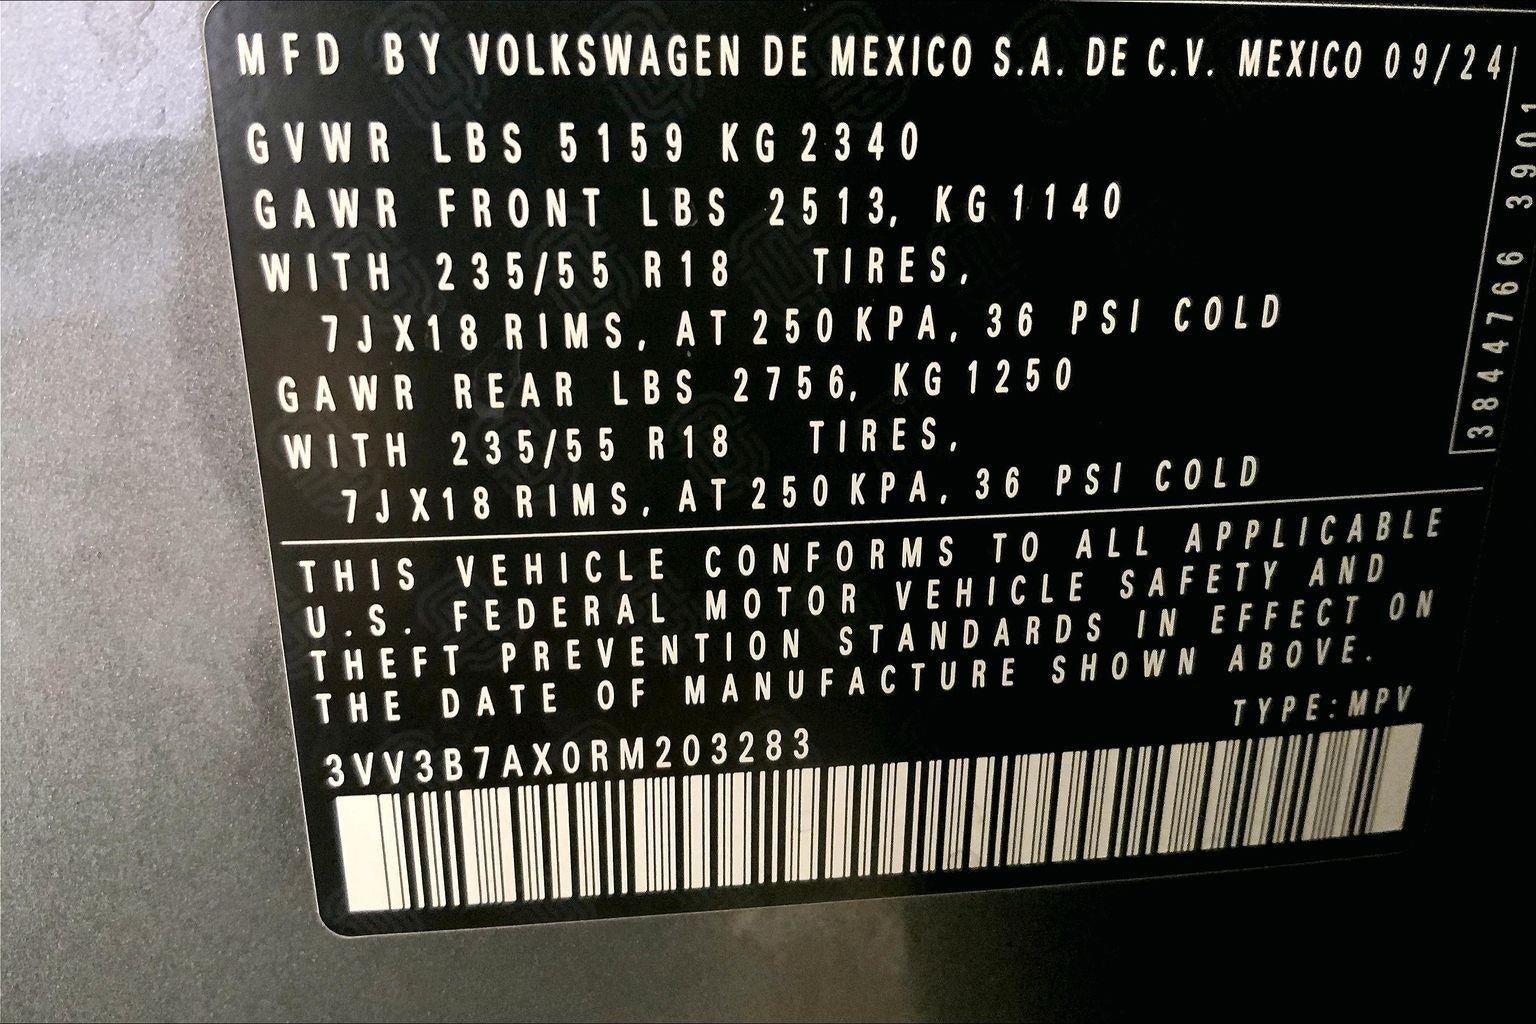 MFD BY VOLKSWAGEN DE MEXICO S.A. DE C.V. MEXICO 09/24
GVWR LBS 5159 KG 2340
GAWR FRONT LBS 2513, KG 1140
WITH 235/55 R18 TIRES,
7JX18 RIMS, AT 250 KPA, 36 PSI COLD
GAWR REAR LBS 2756, KG 1250
WITH 235/55 R18 TIRES,
7JX18 RIMS, AT 250 KPA, 36 PSI COLD
THIS VEHICLE CONFORMS TO ALL APPLICABLE
U.S. FEDERAL MOTOR VEHICLE SAFETY AND
THEFT PREVENTION STANDARDS IN EFFECT ON
THE DATE OF MANUFACTURE SHOWN ABOVE.
TYPE:MPV
3VV3B7AX0RM203283
3844766 3901